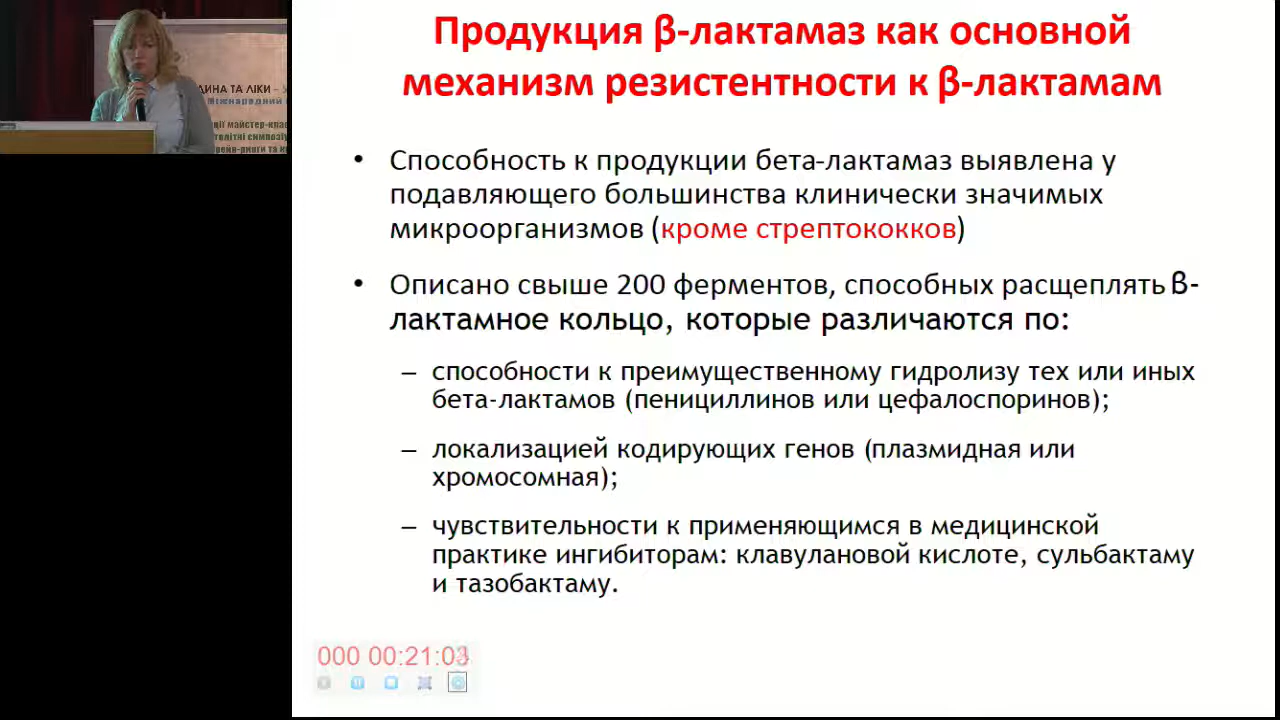 Продукция β-лактамаз как основной
механизм резистентности к β-лактамам
ДИНА ТА ЛІКИ –
Міжнародний
майстер-клас
• Способность к продукции бета-лактамаз выявлена у
подавляющего большинства клинически значимых
микроорганизмов (кроме стрептококков)
• Описано свыше 200 ферментов, способных расщеплять β-
лактамное кольцо, которые различаются по:
– способности к преимущественному гидролизу тех или иных
бета-лактамов (пенициллинов или цефалоспоринов);
– локализацией кодирующих генов (плазмидная или
хромосомная);
– чувствительности к применяющимся в медицинской
практике ингибиторам: клавулановой кислоте, сульбактаму
и тазобактаму.
000 00:21:03